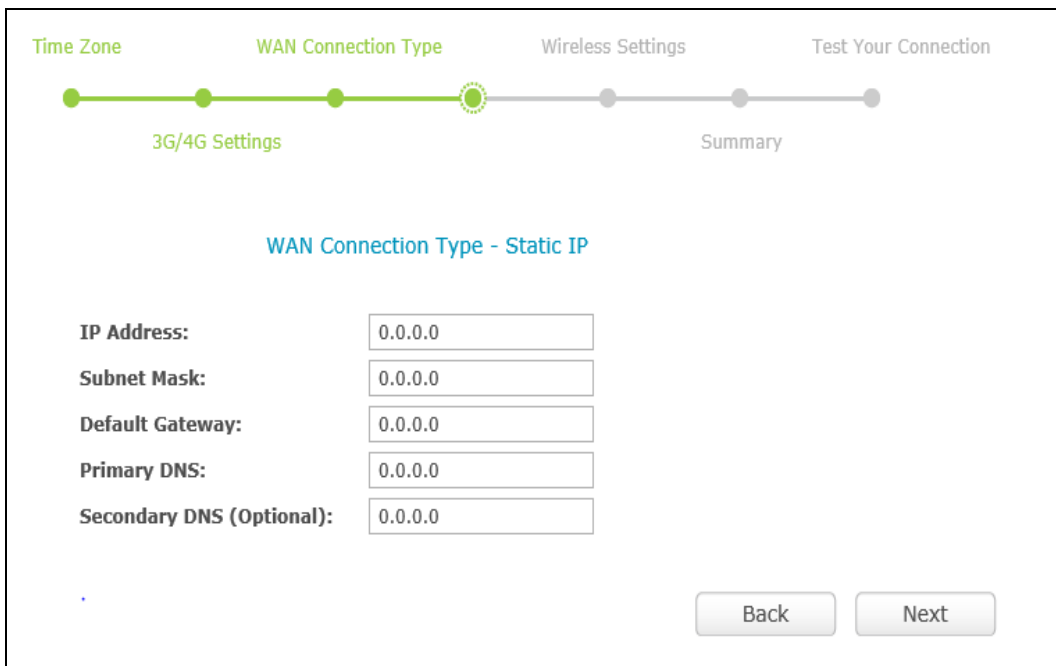 Time Zone WAN Connection Type Wireless Settings Test Your Connection
3G/4G Settings Summary
WAN Connection Type - Static IP
IP Address: 0.0.0.0
Subnet Mask: 0.0.0.0
Default Gateway: 0.0.0.0
Primary DNS: 0.0.0.0
Secondary DNS (Optional): 0.0.0.0
Back Next